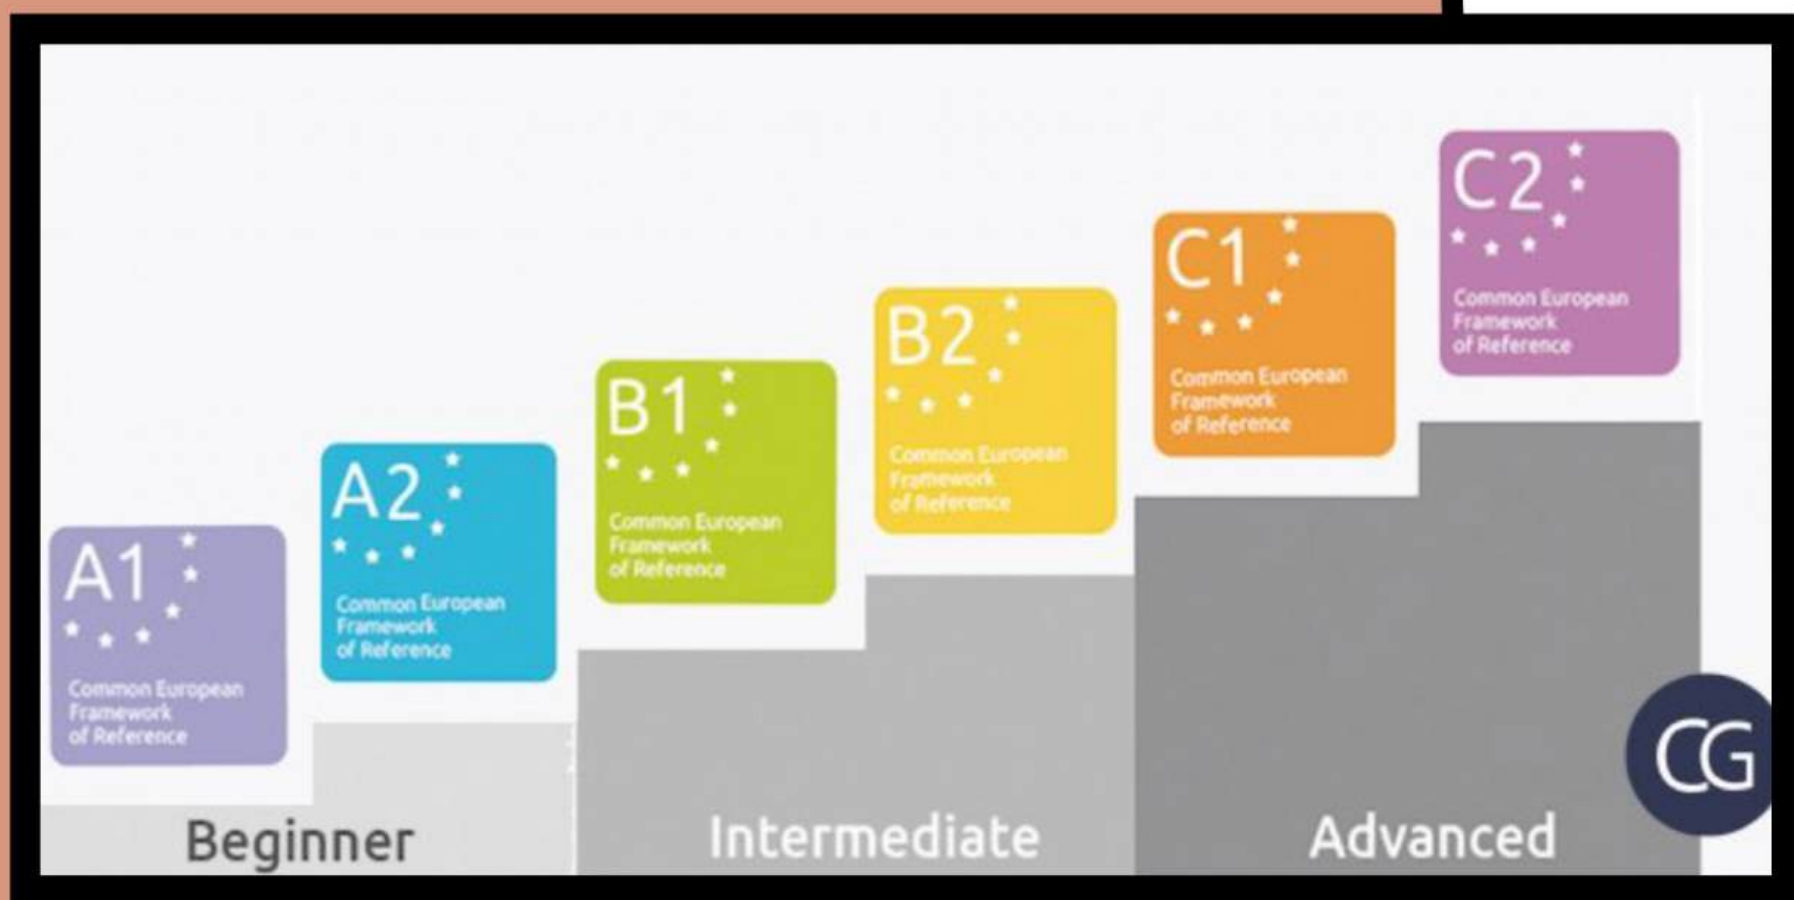 A1
Common European
Framework
of Reference
A2
Common European
Framework
of Reference
B1
Common European
Framework
of Reference
B2
Common European
Framework
of Reference
C1
Common European
Framework
of Reference
C2
Common European
Framework
of Reference
Beginner
Intermediate
Advanced
CG